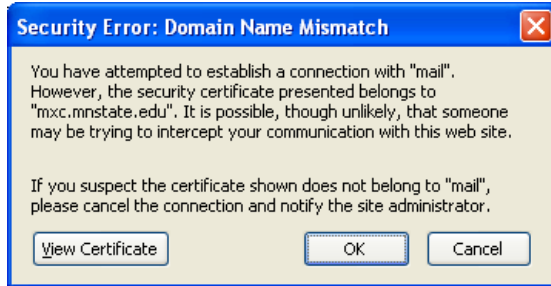 Security Error: Domain Name Mismatch
You have attempted to establish a connection with "mail".
However, the security certificate presented belongs to
"mxc.mnstate.edu". It is possible, though unlikely, that someone
may be trying to intercept your communication with this web site.
If you suspect the certificate shown does not belong to "mail",
please cancel the connection and notify the site administrator.
View Certificate OK Cancel